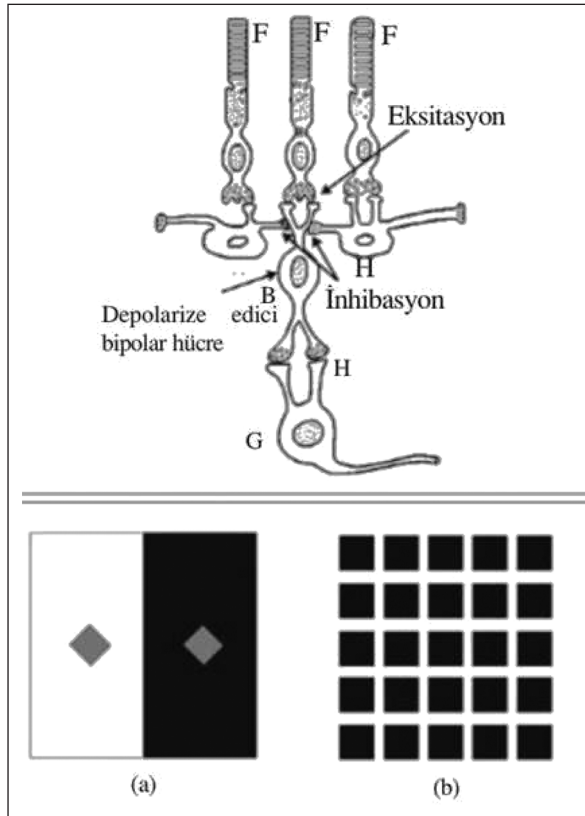 F F F
Eksitasyon
H
B
İnhibasyon
Depolarize edici
bipolar hücre
H
G
(a) (b)